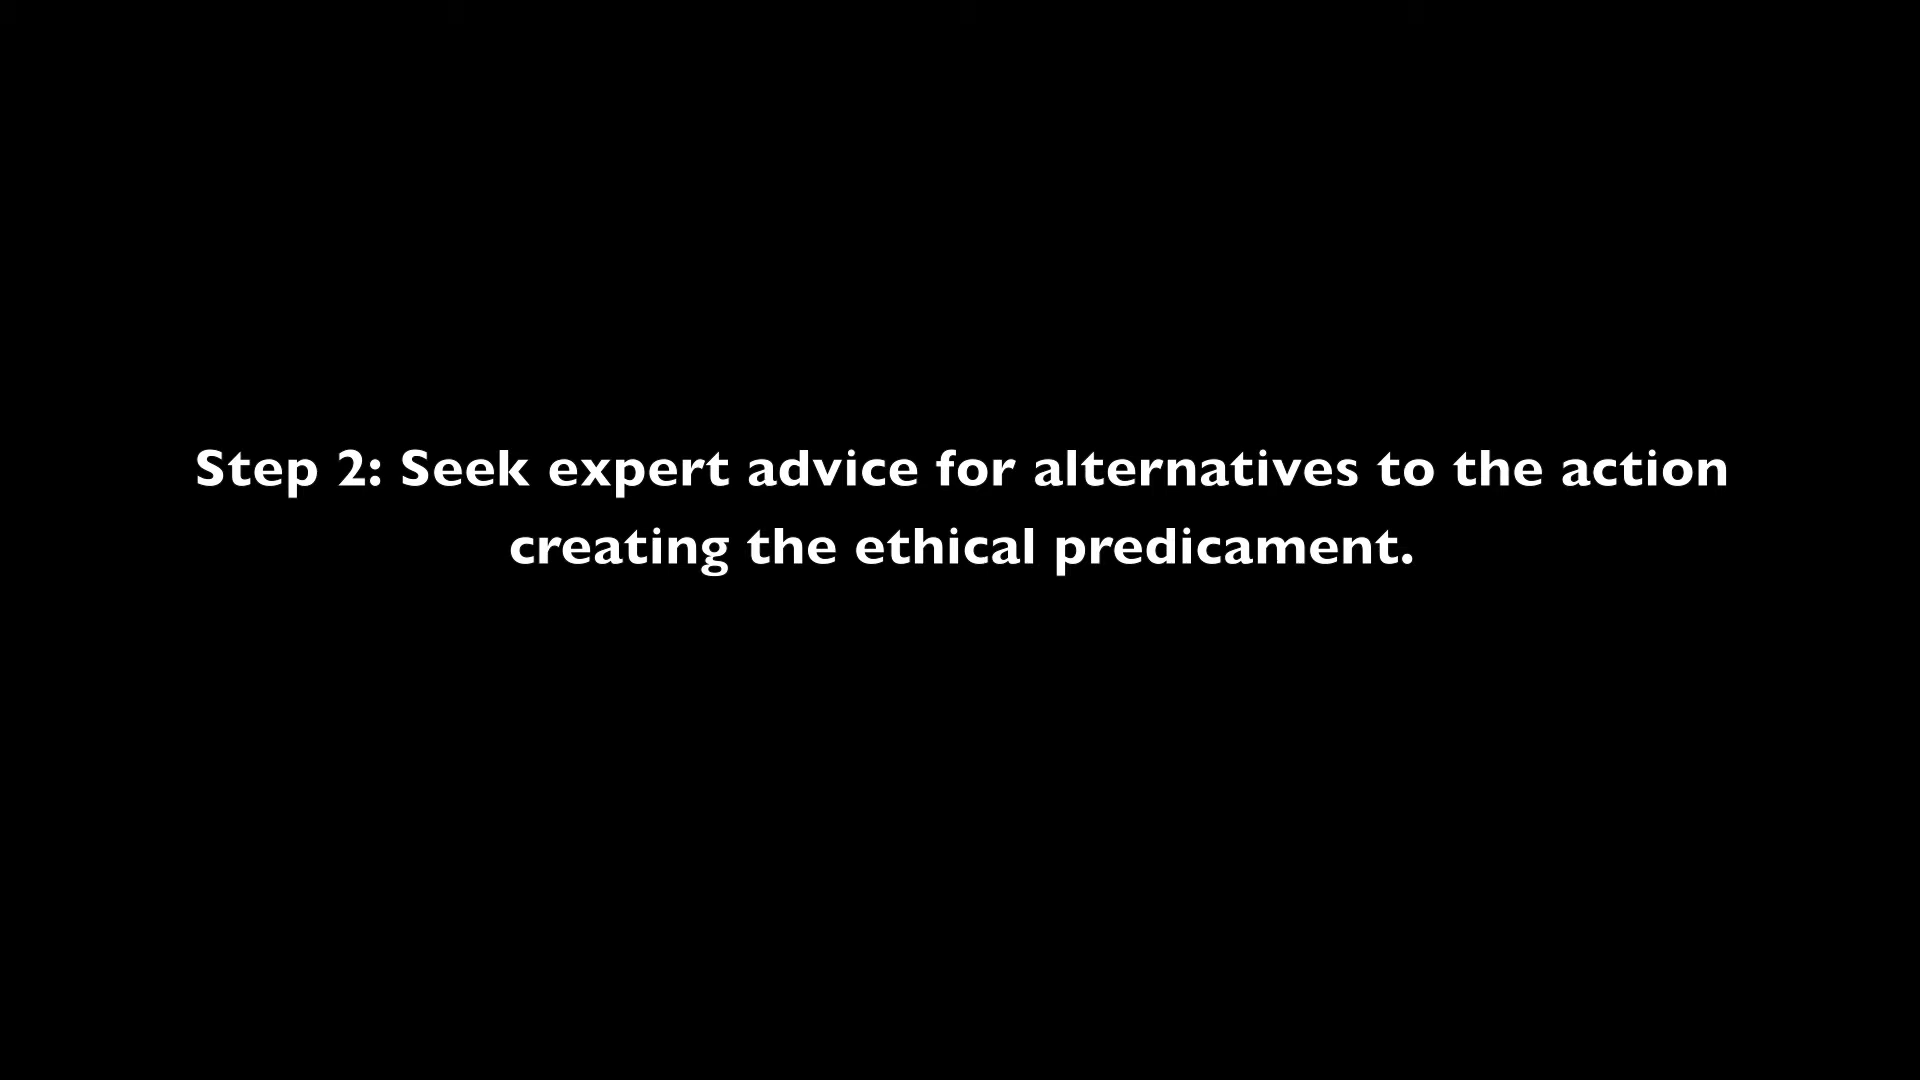 Step 2: Seek expert advice for alternatives to the action
creating the ethical predicament.